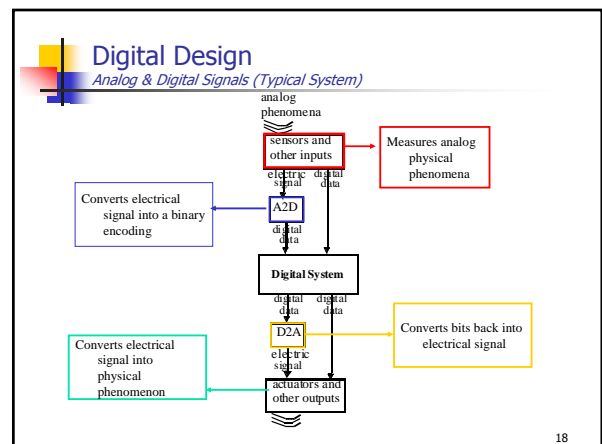 Digital Design
Analog & Digital Signals (Typical System)
analog
phenomena
sensors and
other inputs
Measures analog
physical
phenomena
electric
signal
digital
data
Converts electrical
signal into a binary
encoding
A2D
digital
data
Digital System
digital
data
digital
data
D2A
Converts bits back into
electrical signal
Converts electrical
signal into
physical
phenomenon
electric
signal
actuators and
other outputs
18